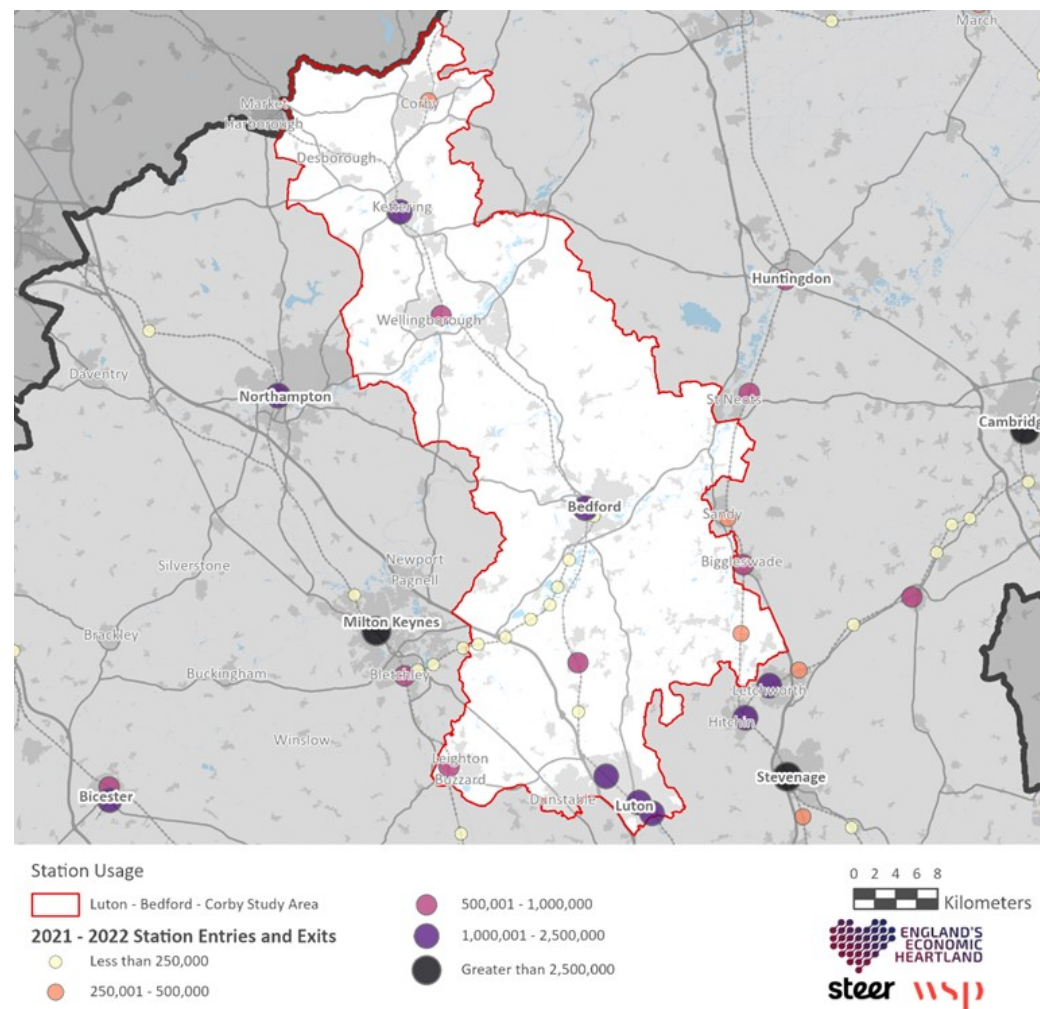 March
Market
Harborough
Corby
Desborough
Kettering
Huntingdon
Wellingborough
Daventry
Northampton
St Neots
Cambridg
Bedford
Sandy
Silverstone
Newport
Pagnell
Biggleswade
Milton Keynes
Brackley
Buckingham
Bletchley
Letchworth
Hitchin
Winslow
Leighton
Buzzard
Stevenage
Bicester
Dunstable
Luton
Station Usage
Luton - Bedford - Corby Study Area
2021 - 2022 Station Entries and Exits
Less than 250,000
250,001 - 500,000
500,001 - 1,000,000
1,000,001 - 2,500,000
Greater than 2,500,000
0 2 4 6 8
Kilometers
ENGLAND'S
ECONOMIC
HEARTLAND
steer wsp